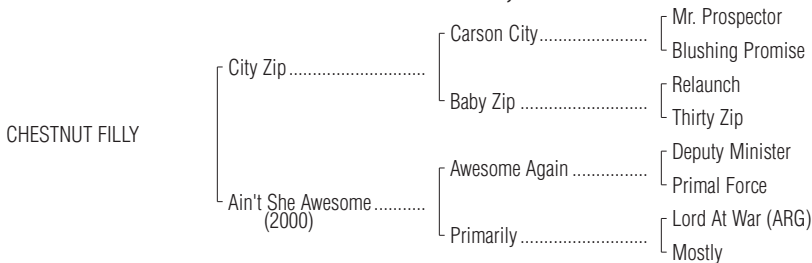 Mr. Prospector
Carson City.......................
Blushing Promise
City Zip .............................
Relaunch
Baby Zip ...........................
Thirty Zip
CHESTNUT FILLY
Deputy Minister
Awesome Again ................
Primal Force
Ain't She Awesome...........
(2000)
Lord At War (ARG)
Primarily ...........................
Mostly